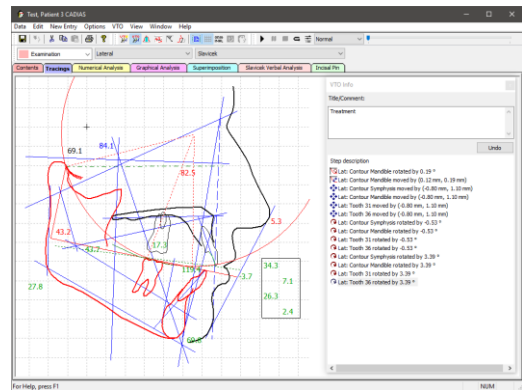 Test, Patient 3 CADIAS
Data Edit New Entry Options VTO View Window Help
Normal
Examination Lateral Slavicek
Contents Tracings Numerical Analysis Graphical Analysis Superimposition Slavicek Verbal Analysis Incisal Pin
VTO-Info
Title/Comment:
Treatment
Undo
Step description
Lat: Contour Mandible rotated by 0.19 °
Lat: Contour Mandible moved by (0.12 mm, 0.19 mm)
Lat: Contour Symphysis moved by (-0.80 mm, 1.10 mm)
Lat: Contour Mandible moved by (-0.80 mm, 1.10 mm)
Lat: Tooth 31 moved by (-0.80 mm, 1.10 mm)
Lat: Tooth 36 moved by (-0.80 mm, 1.10 mm)
Lat: Contour Symphysis rotated by -0.53 °
Lat: Contour Mandible rotated by -0.53 °
Lat: Tooth 31 rotated by -0.53 °
Lat: Tooth 36 rotated by -0.53 °
Lat: Contour Symphysis rotated by 3.39 °
Lat: Contour Mandible rotated by 3.39 °
Lat: Tooth 31 rotated by 3.39 °
Lat: Tooth 36 rotated by 3.39 °
69.1
84.1
82.5
5.3
43.2
17.3
27.8
-3.7
34.3
7.1
26.3
2.4
For Help, press F1
NUM